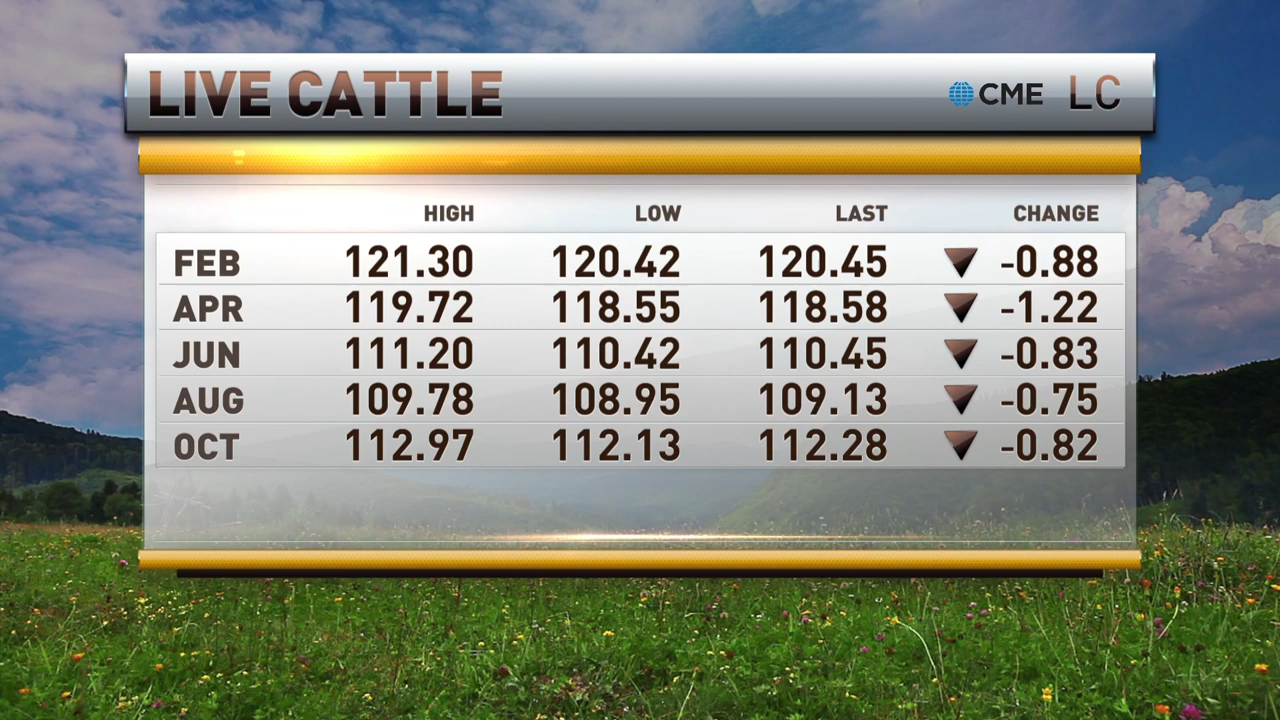 LIVE CATTLE CME LC
HIGH LOW LAST CHANGE
FEB 121.30 120.42 120.45 -0.88
APR 119.72 118.55 118.58 -1.22
JUN 111.20 110.42 110.45 -0.83
AUG 109.78 108.95 109.13 -0.75
OCT 112.97 112.13 112.28 -0.82